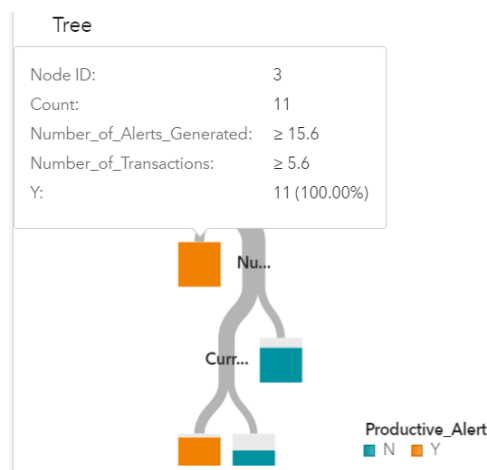 Tree
Node ID: 3
Count: 11
Number_of_Alerts_Generated: ≥ 15.6
Number_of_Transactions: ≥ 5.6
Y: 11 (100.00%)
Nu...
Curr...
Productive_Alert
N Y